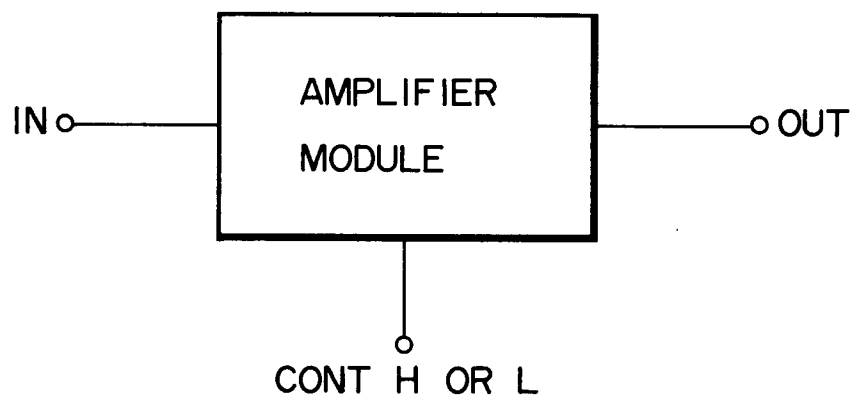 AMPLIFIER
MODULE
IN
OUT
CONT H OR L